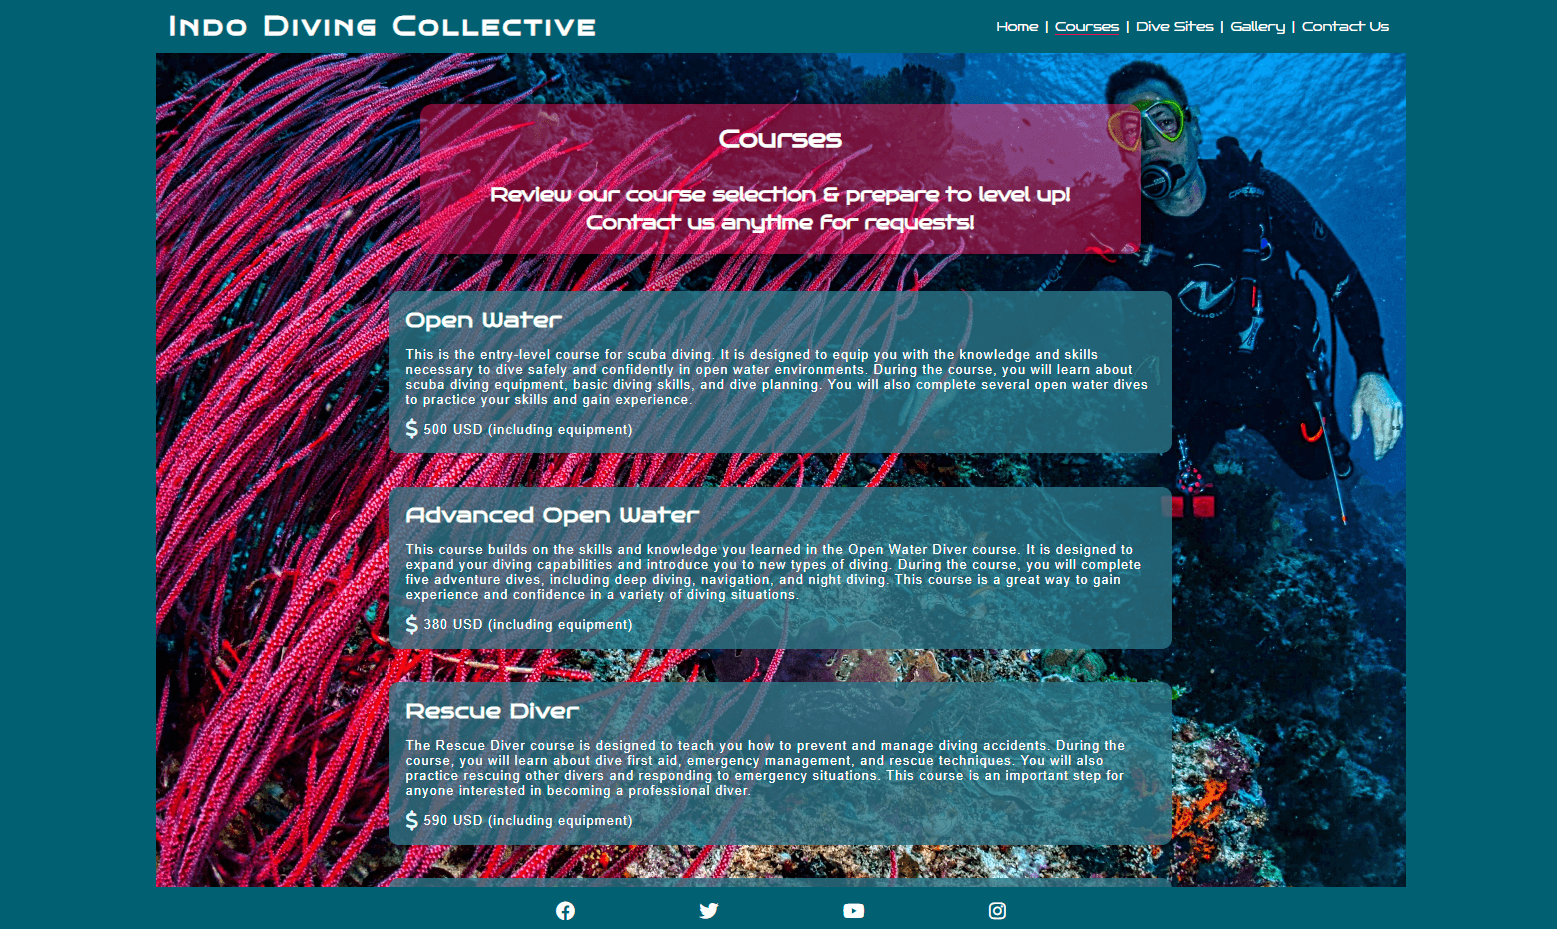 Indo Diving Collective
Home | Courses | Dive Sites | Gallery | Contact Us
Courses
Review our course selection & prepare to level up!
Contact us anytime for requests!
Open Water
This is the entry-level course for scuba diving. It is designed to equip you with the knowledge and skills
necessary to dive safely and confidently in open water environments. During the course, you will learn about
scuba diving equipment, basic diving skills, and dive planning. You will also complete several open water dives
to practice your skills and gain experience.
$ 500 USD (including equipment)
Advanced Open Water
This course builds on the skills and knowledge you learned in the Open Water Diver course. It is designed to
expand your diving capabilities and introduce you to new types of diving. During the course, you will complete
five adventure dives, including deep diving, navigation, and night diving. This course is a great way to gain
experience and confidence in a variety of diving situations.
$ 380 USD (including equipment)
Rescue Diver
The Rescue Diver course is designed to teach you how to prevent and manage diving accidents. During the
course, you will learn about dive first aid, emergency management, and rescue techniques. You will also
practice rescuing other divers and responding to emergency situations. This course is an important step for
anyone interested in becoming a professional diver.
$ 590 USD (including equipment)